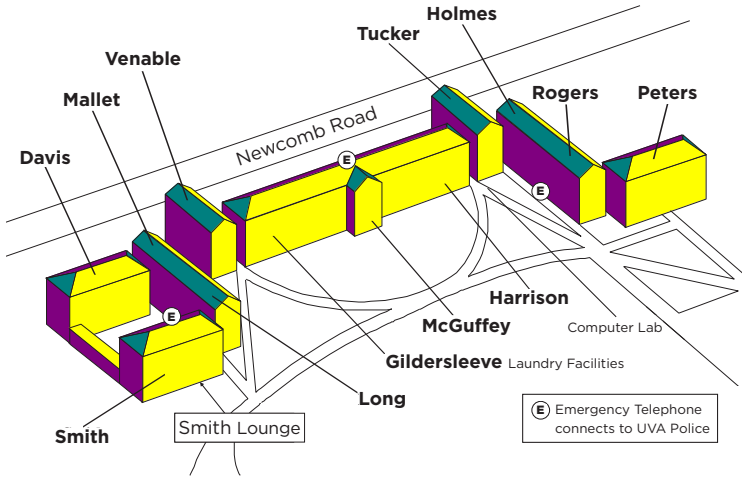 Holmes
Tucker
Venable
Mallet
Rogers
Peters
Davis
Newcomb Road
E
E
E
Harrison
McGuffey
Computer Lab
Gildersleeve Laundry Facilities
Long
Smith Lounge
Smith
E Emergency Telephone
connects to UVA Police